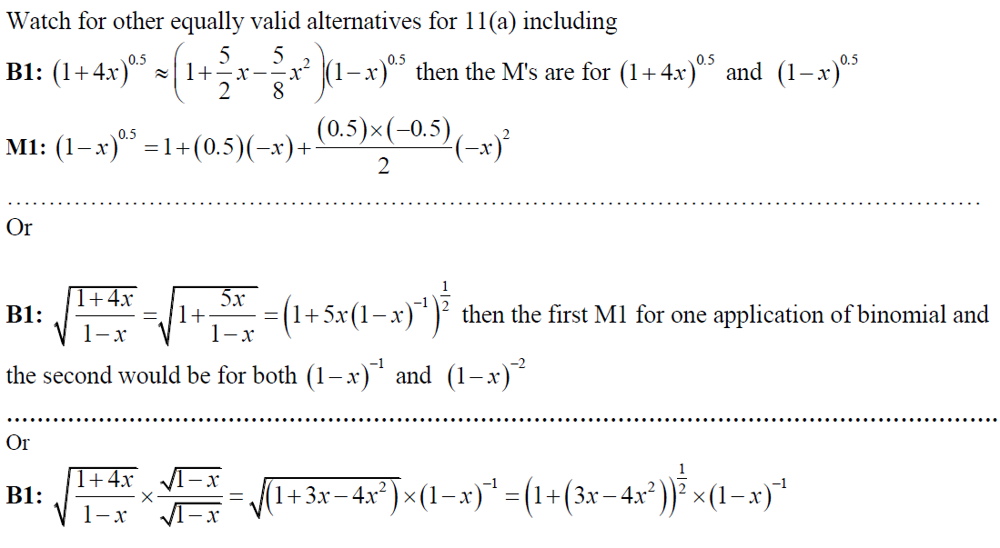 Watch for other equally valid alternatives for 11(a) including
B1: $(1+4x)^{0.5} \approx \left(1+\frac{5}{2}x-\frac{5}{8}x^{2}\right)(1-x)^{0.5}$ then the M's are for $(1+4x)^{0.5}$ and $(1-x)^{0.5}$
M1: $(1-x)^{0.5} = 1+(0.5)(-x)+\frac{(0.5)\times(-0.5)}{2}(-x)^{2}$
………………………………………………………………………………………………
Or
B1: $\sqrt{\frac{1+4x}{1-x}} = \sqrt{1+\frac{5x}{1-x}} = \left(1+5x(1-x)^{-1}\right)^{\frac{1}{2}}$ then the first M1 for one application of binomial and
the second would be for both $(1-x)^{-1}$ and $(1-x)^{-2}$
………………………………………………………………………………………………
Or
B1: $\sqrt{\frac{1+4x}{1-x}} \times \frac{\sqrt{1-x}}{\sqrt{1-x}} = \sqrt{(1+3x-4x^{2})} \times (1-x)^{-1} = \left(1+(3x-4x^{2})\right)^{\frac{1}{2}} \times (1-x)^{-1}$